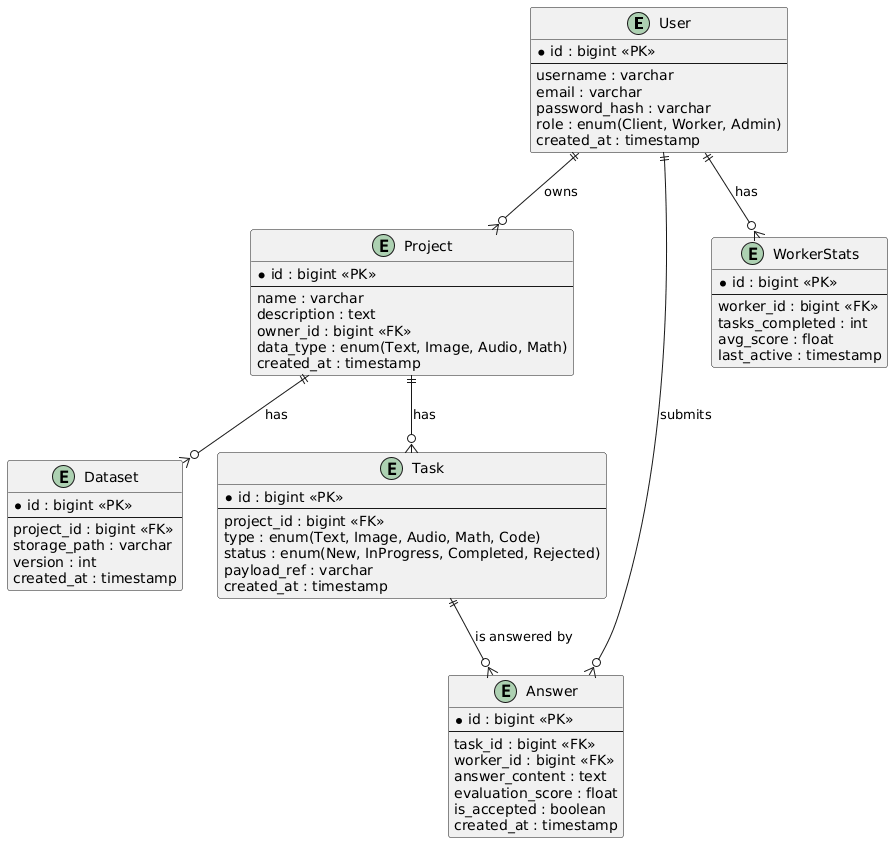 E User
* id : bigint «PK»
username : varchar
email : varchar
password_hash : varchar
role : enum(Client, Worker, Admin)
created_at : timestamp
owns
has
E Project
* id : bigint «PK»
name : varchar
description : text
owner_id : bigint «FK»
data_type : enum(Text, Image, Audio, Math)
created_at : timestamp
E WorkerStats
* id : bigint «PK»
worker_id : bigint «FK»
tasks_completed : int
avg_score : float
last_active : timestamp
has
has
submits
E Dataset
* id : bigint «PK»
project_id : bigint «FK»
storage_path : varchar
version : int
created_at : timestamp
E Task
* id : bigint «PK»
project_id : bigint «FK»
type : enum(Text, Image, Audio, Math, Code)
status : enum(New, InProgress, Completed, Rejected)
payload_ref : varchar
created_at : timestamp
is answered by
E Answer
* id : bigint «PK»
task_id : bigint «FK»
worker_id : bigint «FK»
answer_content : text
evaluation_score : float
is_accepted : boolean
created_at : timestamp